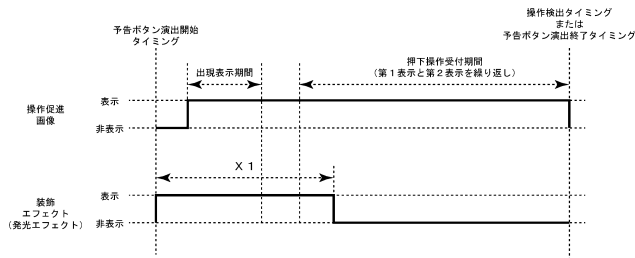 操作検出タイミング
または
予告ボタン演出終了タイミング
予告ボタン演出開始
タイミング
出現表示期間
押下操作受付期間
（第１表示と第２表示を繰り返し）
操作促進
画像
表示
非表示
X 1
装飾
エフェクト
（発光エフェクト）
表示
非表示